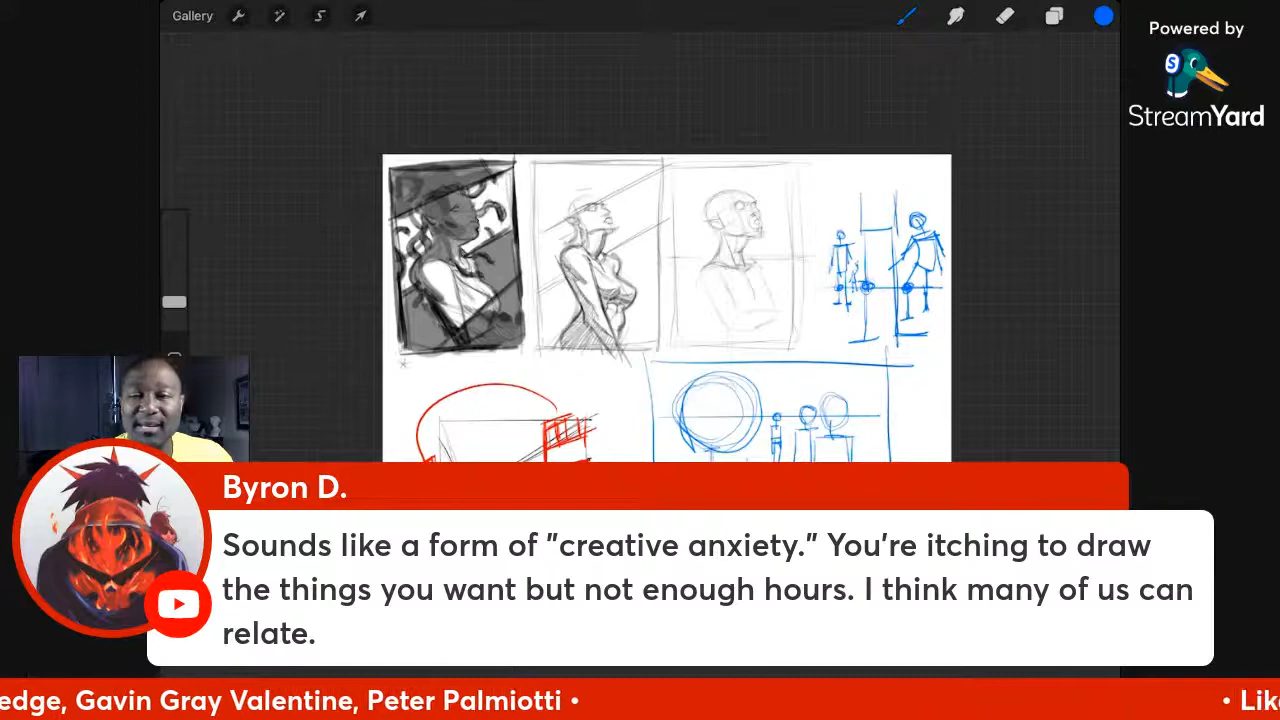 Gallery
Powered by
StreamYard
Byron D.
Sounds like a form of "creative anxiety." You're itching to draw
the things you want but not enough hours. I think many of us can
relate.
edge, Gavin Gray Valentine, Peter Palmiotti •
• Lik